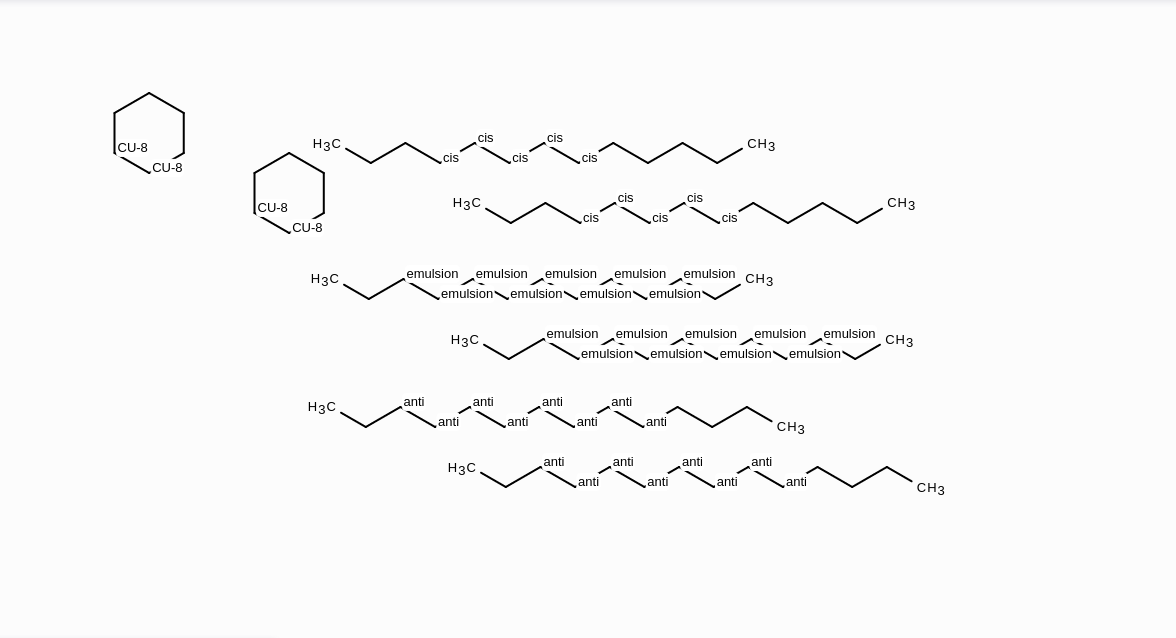 H3C cis cis CH3
CU-8 cis cis cis
CU-8
H3C cis cis CH3
CU-8 cis cis cis
CU-8
H3C emulsion emulsion emulsion emulsion emulsion CH3
emulsion emulsion emulsion emulsion
H3C emulsion emulsion emulsion emulsion emulsion CH3
emulsion emulsion emulsion emulsion
H3C anti anti anti anti
anti anti anti anti CH3
H3C anti anti anti anti
anti anti anti anti CH3